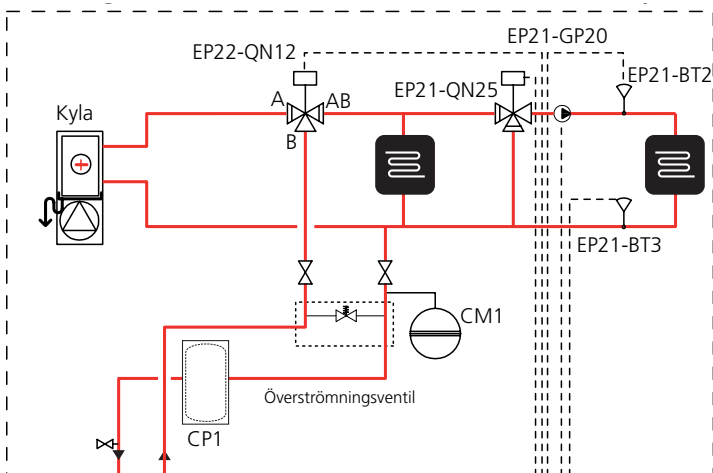 EP21-GP20
EP22-QN12
EP21-BT2
EP21-QN25
A
AB
Kyla
B
EP21-BT3
CM1
Överströmningsventil
CP1